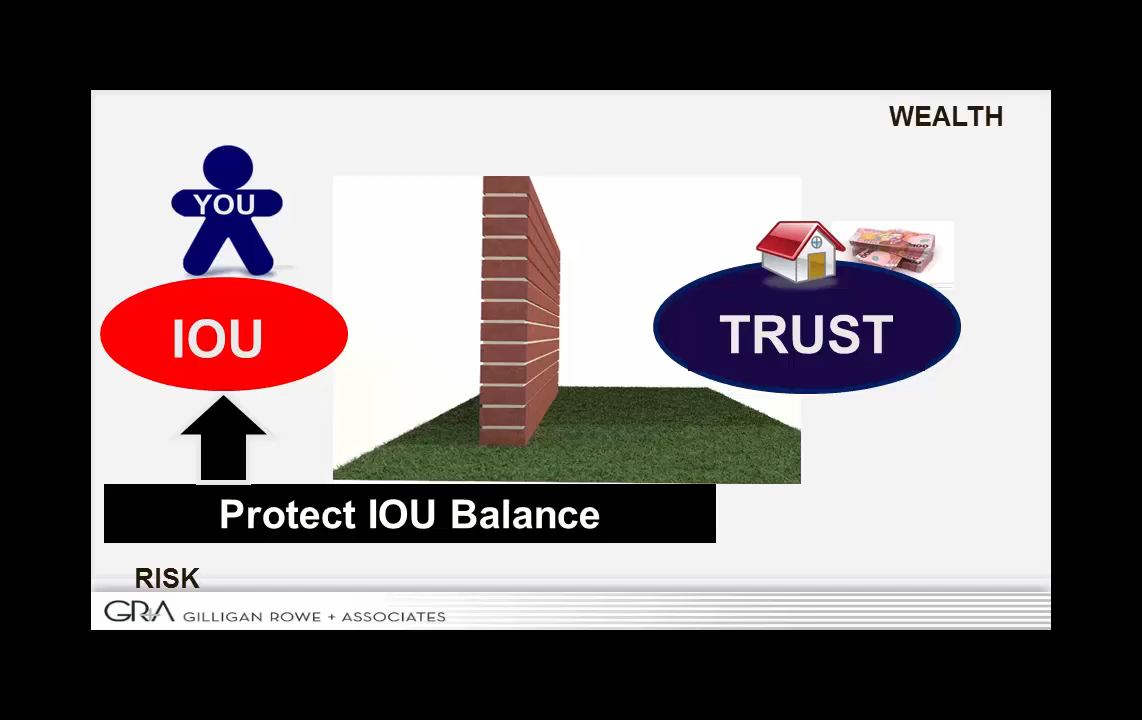 WEALTH
YOU
IOU
TRUST
Protect IOU Balance
RISK
GRA GILLIGAN ROWE + ASSOCIATES